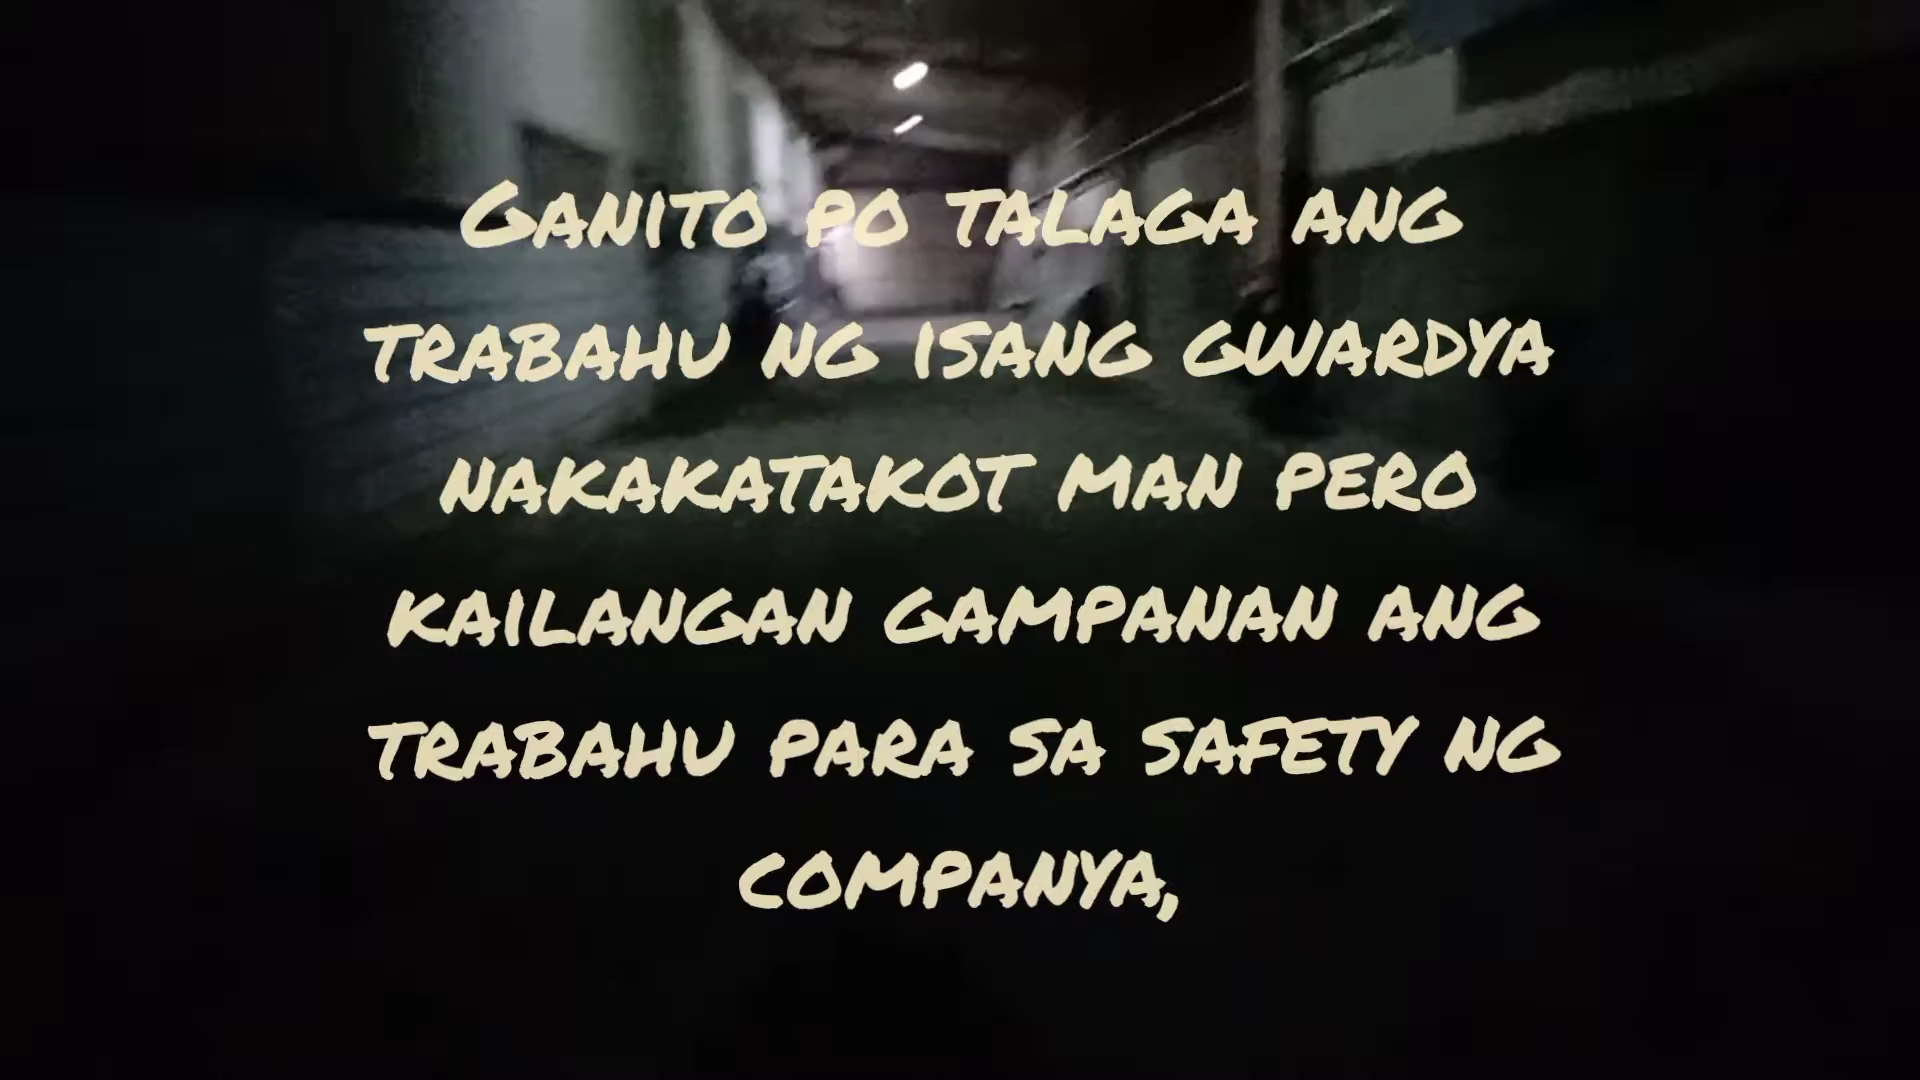 Ganito po talaga ang
trabahu ng isang gwardya
nakakatakot man pero
kailangan gampanan ang
trabahu para sa safety ng
companya,